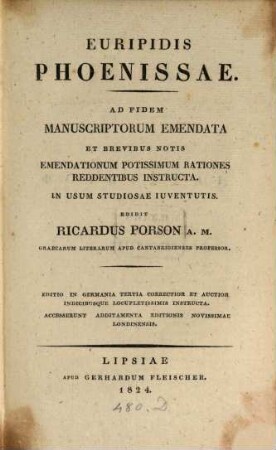 EURIPIDIS
PHOENISSAE.
AD FIDEM
MANUSCRIPTORUM EMENDATA
ET BREVIBUS NOTIS
EMENDATIONUM POTISSIMUM RATIONES
REDDENTIBUS INSTRUCTA.
IN USUM STUDIOSAE IUVENTUTIS.
EDIDIT
RICARDUS PORSON A. M.
GRAECARUM LITERARUM APUD CANTABRIGIENSES PROFESSOR.
EDITIO IN GERMANIA TERTIA CORRECTIOR ET AUCTIOR
INDICIBUSQUE LOCUPLETISSIMIS INSTRUCTA.
ACCESSERUNT ADDITAMENTA EDITIONIS NOVISSIMAE
LONDINENSIS.
LIPSIAE
APUD GERHARDUM FLEISCHER.
1824.
480. D